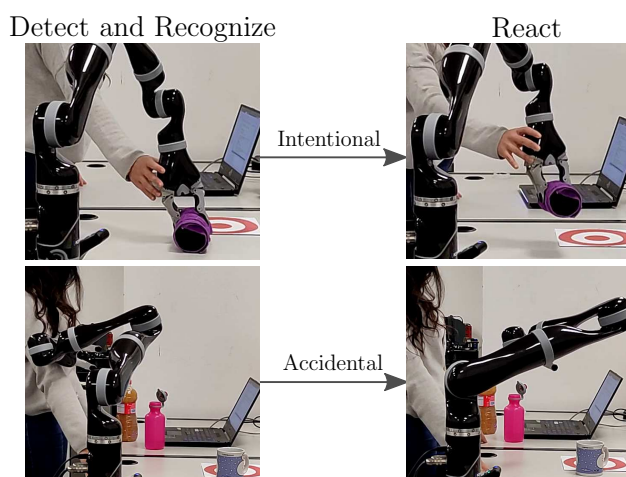 Detect and Recognize
React
Intentional
Accidental